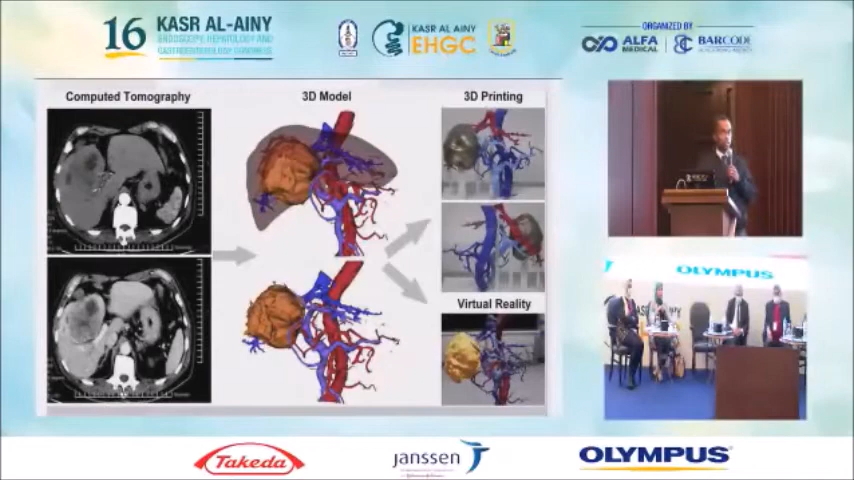 16
KASR AL-AINY
ENDOSCOPY, HEPATOLOGY AND
GASTROENTEROLOGY CONGRESS
KASR AL AINY
EHGC
ORGANIZED BY
ALFA
MEDICAL
BARCODE
Computed Tomography
3D Model
3D Printing
Virtual Reality
OLYMPUS
Takeda
janssen
OLYMPUS